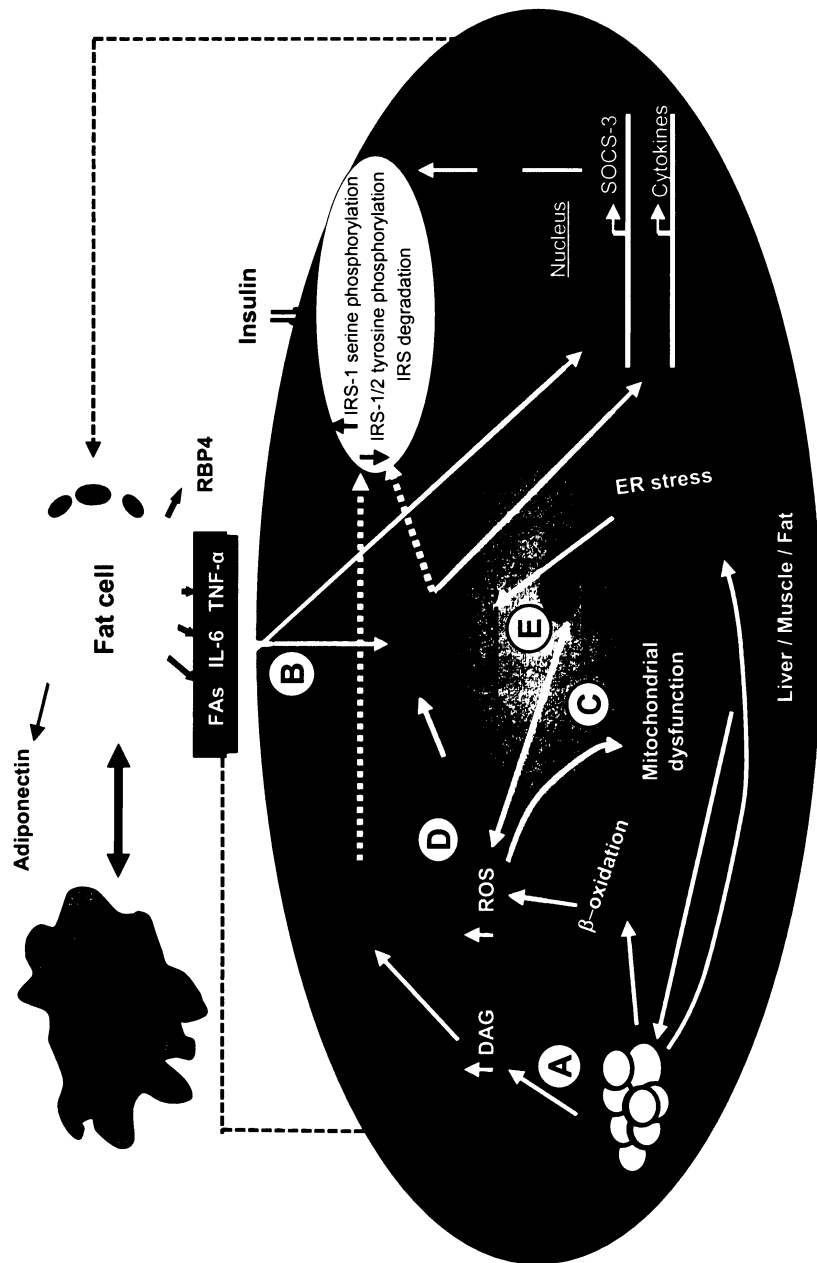 Adiponectin
Fat cell
FAs IL-6 TNF-α
RBP4
Insulin
IRS-1 serine phosphorylation
IRS-1/2 tyrosine phosphorylation
IRS degradation
B
Nucleus
SOCS-3
Cytokines
D
E
C
ER stress
DAG
ROS
A
β-oxidation
Mitochondrial
dysfunction
Liver / Muscle / Fat